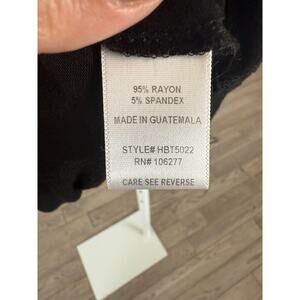 95% RAYON
5% SPANDEX
MADE IN GUATEMALA
STYLE# HBT5022
RN# 106277
CARE SEE REVERSE